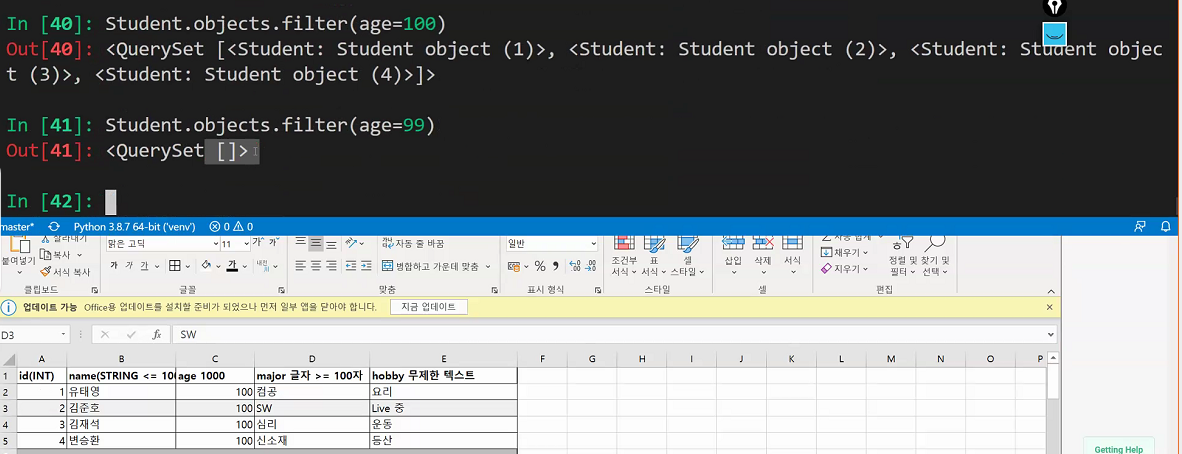 In [40]: Student.objects.filter(age=100)
Out[40]: <QuerySet [<Student: Student object (1)>, <Student: Student object (2)>, <Student: Student objec
t (3)>, <Student: Student object (4)>]>
In [41]: Student.objects.filter(age=99)
Out[41]: <QuerySet []>
In [42]:
master* Python 3.8.7 64-bit ('venv') 0 0
잘라내기 맑은 고딕 11 가 가 자동 줄 바꿈 일반
붙여넣기 복사 조건부 표 셀 삽입 삭제 서식 채우기 정렬 및 찾기 및
서식 복사 가 가 가 가 병합하고 가운데 맞춤 % 서식 서식 스타일 지우기 필터 선택
클립보드 글꼴 맞춤 표시 형식 스타일 셀 편집
업데이트 가능 Office용 업데이트를 설치할 준비가 되었으나 먼저 일부 앱을 닫아야 합니다. 지금 업데이트
D3 fx SW
A B C D E F G H I J K L M N O P
1 id(INT) name(STRING <= 10 age 1000 major 글자 >= 100자 hobby 무제한 텍스트
2 1 유태영 100 컴공 요리
3 2 김준호 100 SW Live 중
4 3 김재석 100 심리 운동
5 4 변승환 100 신소재 등산
Getting Help